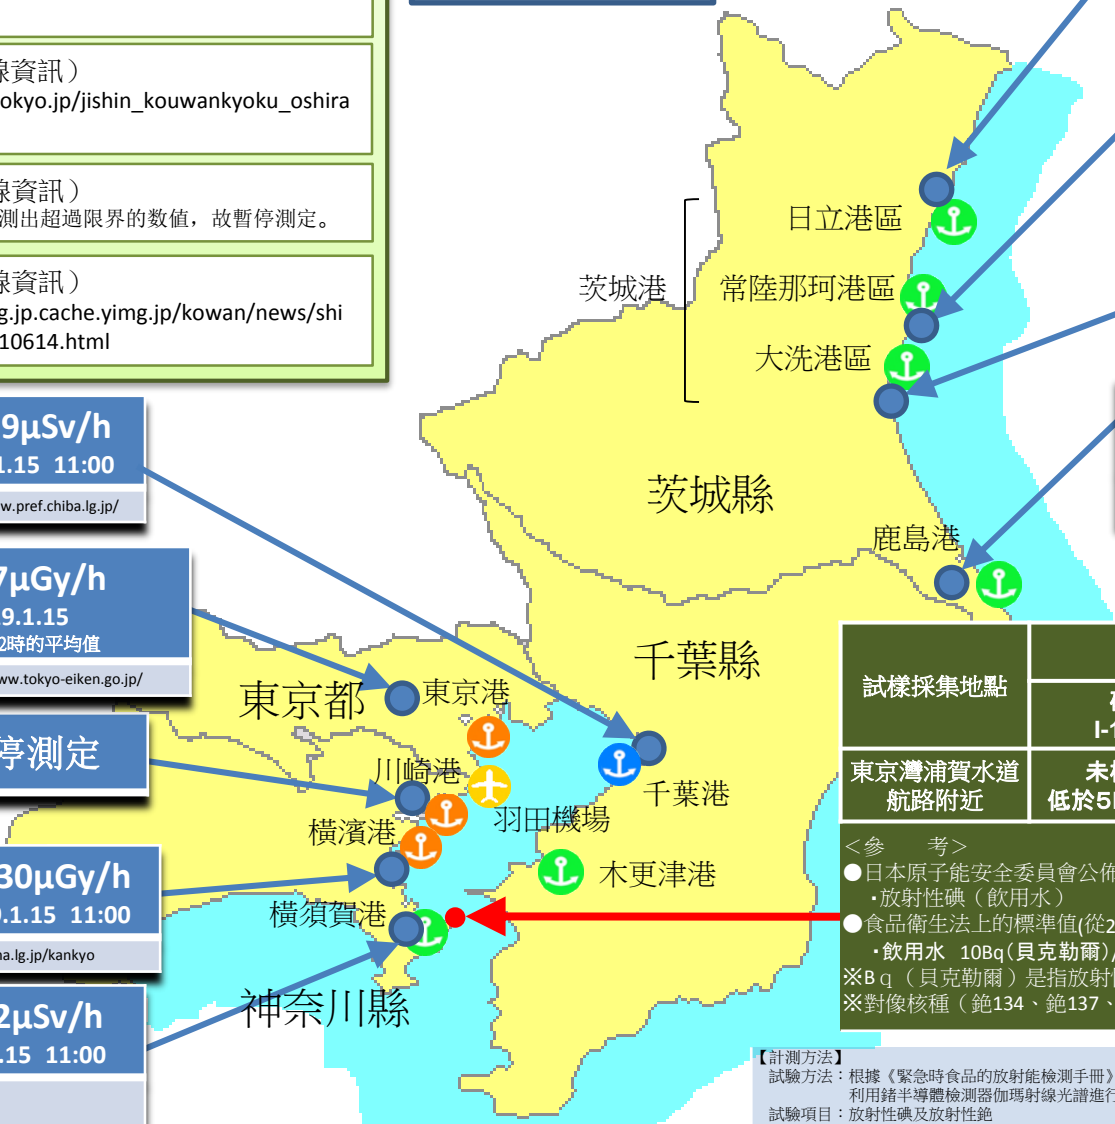 線資訊）
okyo.jp/jishin_kouwankyoku_oshira
線資訊）
測出超過限界的数値，故暫停測定。
線資訊）
g.jp.cache.yimg.jp/kowan/news/shi
10614.html
9μSv/h
1.15 11:00
w.pref.chiba.lg.jp/
7μGy/h
9.1.15
2時的平均值
ww.tokyo-eiken.go.jp/
停測定
30μGy/h
.1.15 11:00
na.lg.jp/kankyo
2μSv/h
.15 11:00
日立港區
茨城港
常陸那珂港區
大洗港區
茨城縣
鹿島港
千葉縣
東京都
東京港
川崎港
千葉港
羽田機場
橫濱港
木更津港
橫須賀港
神奈川縣
試樣採集地點
I-1
東京灣浦賀水道
航路附近
未
低於5
＜參　考＞
●日本原子能安全委員會公佈
・放射性碘（飲用水）
●食品衛生法上的標準值(從2
・飲用水 10Bq(貝克勒爾)/
※Bｑ（貝克勒爾）是指放射
※對像核種（銫134、銫137、
【計測方法】
試驗方法：根據《緊急時食品的放射能檢測手冊》
利用鍺半導體檢測器伽瑪射線光譜進行
試驗項目：放射性碘及放射性銫